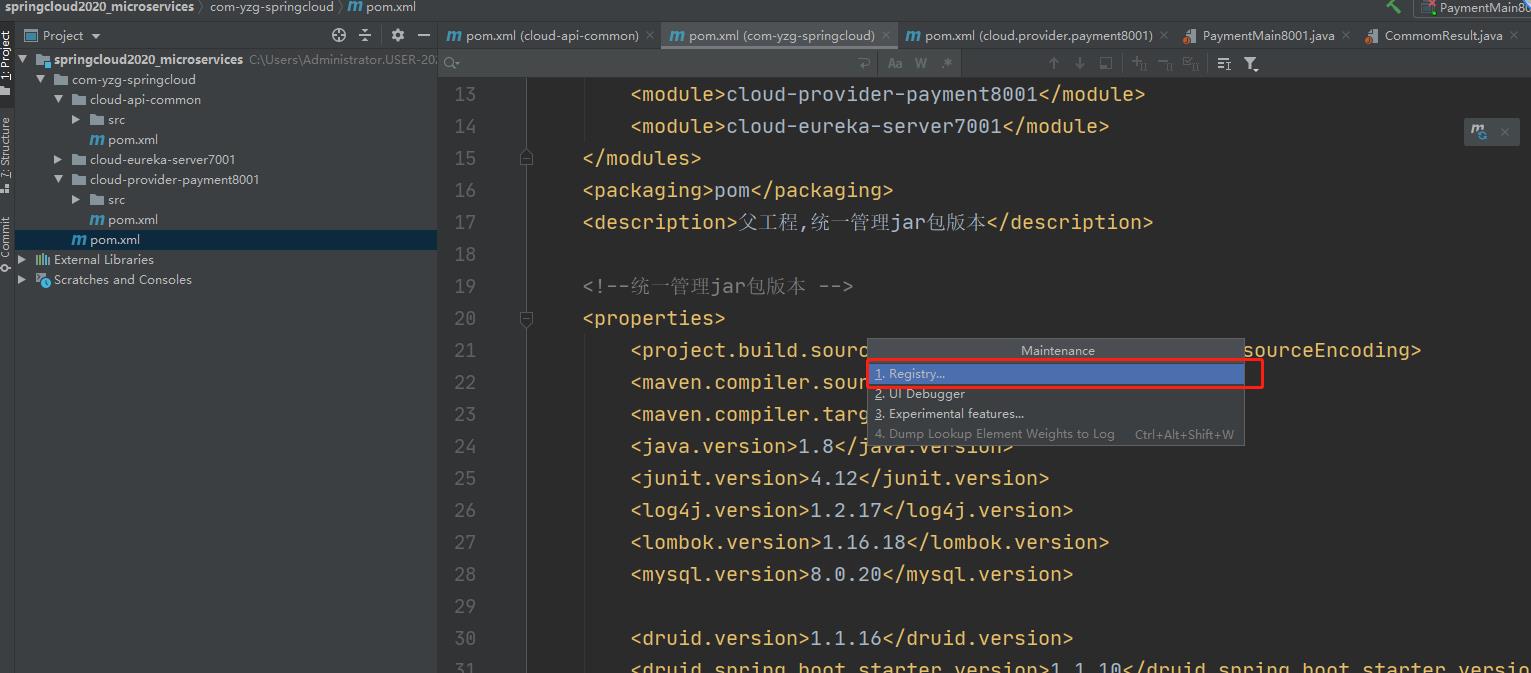 springcloud2020_microservices com-yzg-springcloud pom.xml
PaymentMain80
Project
pom.xml (cloud-api-common)
pom.xml (com-yzg-springcloud)
pom.xml (cloud.provider.payment8001)
PaymentMain8001.java
CommomResult.java
1: Project
7: Structure
Commit
springcloud2020_microservices C:\Users\Administrator.USER-202
com-yzg-springcloud
cloud-api-common
src
pom.xml
cloud-eureka-server7001
cloud-provider-payment8001
src
pom.xml
pom.xml
External Libraries
Scratches and Consoles
Aa W .*
13 <module>cloud-provider-payment8001</module>
14 <module>cloud-eureka-server7001</module>
15 </modules>
16 <packaging>pom</packaging>
17 <description>父工程,统一管理jar包版本</description>
18
19 <!--统一管理jar包版本 -->
20 <properties>
21 <project.build.sourc sourceEncoding>
22 <maven.compiler.sour
23 <maven.compiler.targ
24 <java.version>1.8</java.version>
25 <junit.version>4.12</junit.version>
26 <log4j.version>1.2.17</log4j.version>
27 <lombok.version>1.16.18</lombok.version>
28 <mysql.version>8.0.20</mysql.version>
29
30 <druid.version>1.1.16</druid.version>
31 <druid.spring.boot.starter.version>1.1.10</druid.spring.boot.starter.versio
Maintenance
1. Registry...
2. UI Debugger
3. Experimental features...
4. Dump Lookup Element Weights to Log Ctrl+Alt+Shift+W